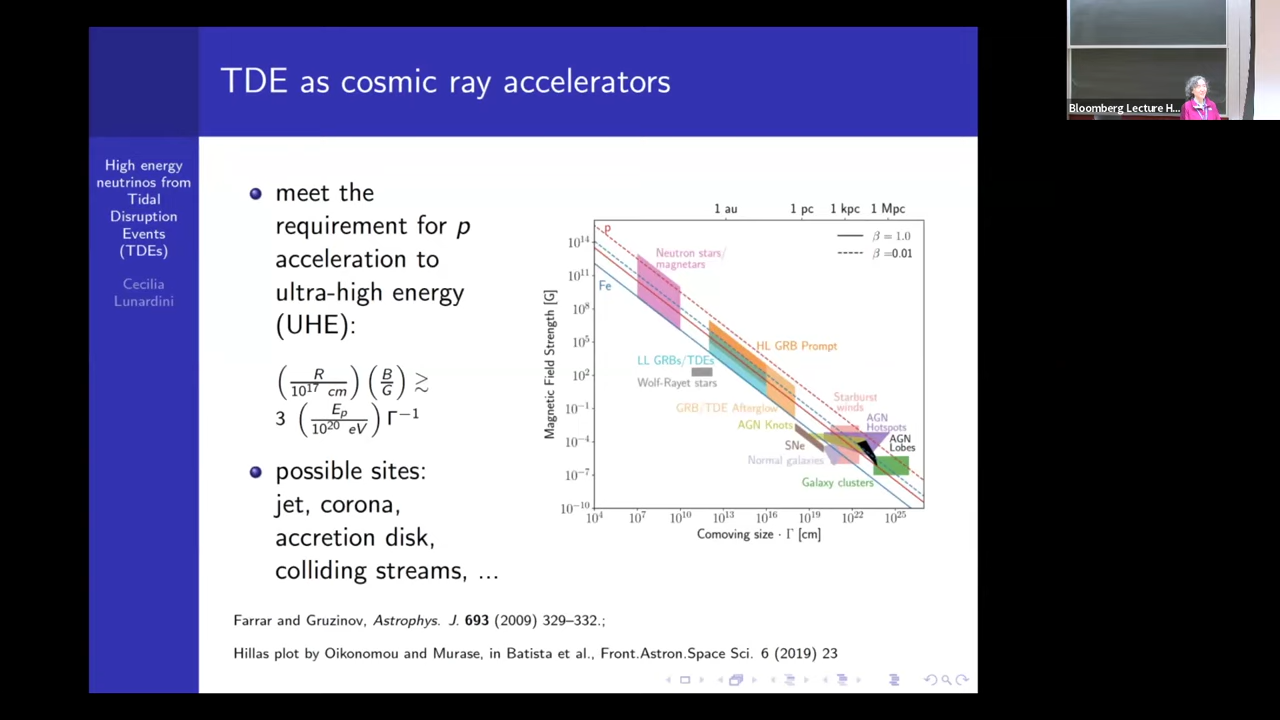 TDE as cosmic ray accelerators
High energy
neutrinos from
Tidal
Disruption
Events
(TDEs)
Cecilia
Lunardini
meet the
requirement for p
acceleration to
ultra-high energy
(UHE):
(R / 10^17 cm) (B / G) ≳
3 (E_p / 10^20 eV) Γ^−1
possible sites:
jet, corona,
accretion disk,
colliding streams, ...
1 au 1 pc 1 kpc 1 Mpc
β = 1.0
β =0.01
p
Fe
Neutron stars/
magnetars
HL GRB Prompt
LL GRBs/TDEs
Wolf-Rayet stars
GRB/TDE Afterglow
Starburst
winds
AGN Knots
AGN
Hotspots
SNe
AGN
Lobes
Normal galaxies
Galaxy clusters
Magnetic Field Strength [G]
10^14
10^11
10^8
10^5
10^2
10^−1
10^−4
10^−7
10^−10
10^4 10^7 10^10 10^13 10^16 10^19 10^22 10^25
Comoving size · Γ [cm]
Farrar and Gruzinov, Astrophys. J. 693 (2009) 329–332.;
Hillas plot by Oikonomou and Murase, in Batista et al., Front.Astron.Space Sci. 6 (2019) 23
Bloomberg Lecture H...